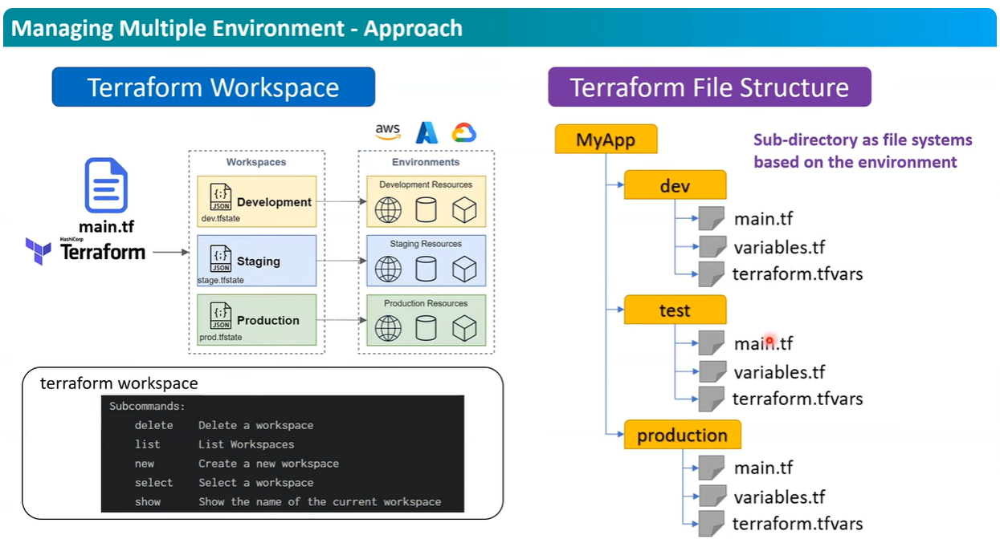 Managing Multiple Environment - Approach
Terraform Workspace
main.tf
HashiCorp
Terraform
Workspaces
{;}
JSON
dev.tfstate
Development
{;}
JSON
stage.tfstate
Staging
{;}
JSON
prod.tfstate
Production
aws
Environments
Development Resources
Staging Resources
Production Resources
terraform workspace
Subcommands:
delete Delete a workspace
list List Workspaces
new Create a new workspace
select Select a workspace
show Show the name of the current workspace
Terraform File Structure
Sub-directory as file systems
based on the environment
MyApp
dev
main.tf
variables.tf
terraform.tfvars
test
main.tf
variables.tf
terraform.tfvars
production
main.tf
variables.tf
terraform.tfvars